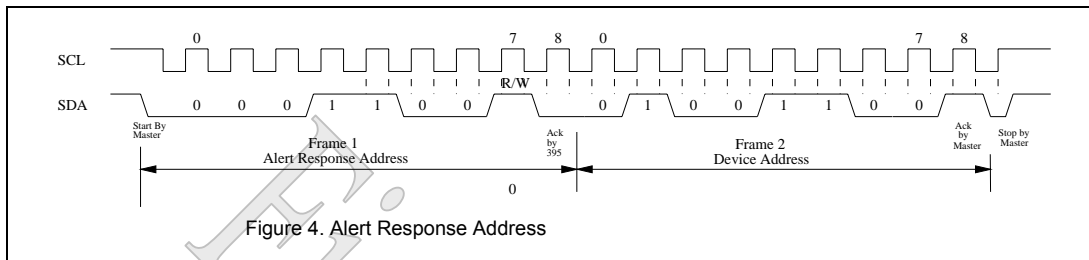 0 7 8 0 7 8
SCL
R/W
SDA 0 0 0 1 1 0 0 0 1 0 0 1 1 0 0
Start By
Master
Ack
by
395
Ack
by
Master
Stop by
Master
Frame 1
Alert Response Address
Frame 2
Device Address
0
Figure 4. Alert Response Address